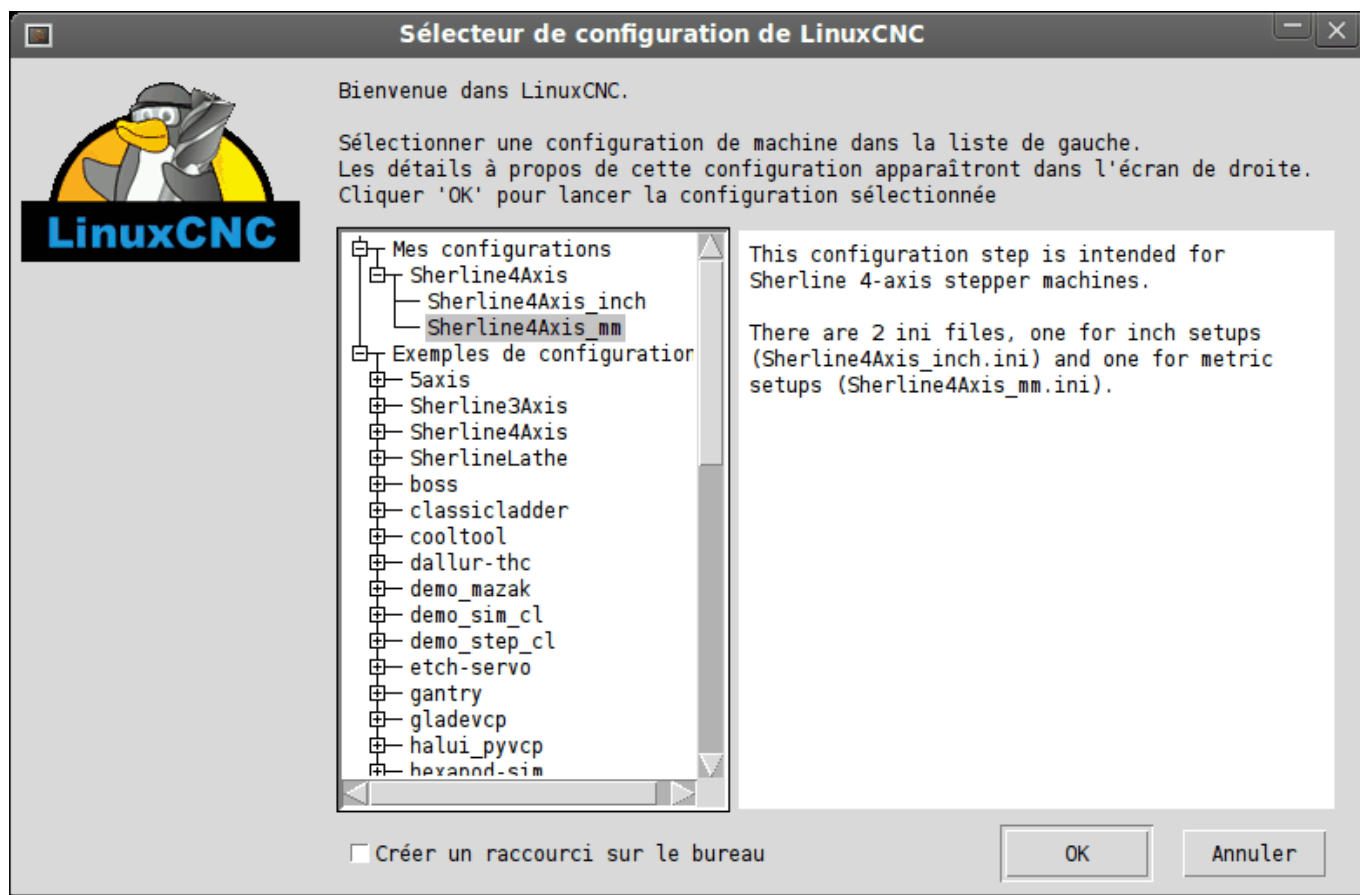 Sélecteur de configuration de LinuxCNC
LinuxCNC
Bienvenue dans LinuxCNC.
Sélectionner une configuration de machine dans la liste de gauche.
Les détails à propos de cette configuration apparaîtront dans l'écran de droite.
Cliquer 'OK' pour lancer la configuration sélectionnée
Mes configurations
Sherline4Axis
Sherline4Axis_inch
Sherline4Axis_mm
Exemples de configuration
5axis
Sherline3Axis
Sherline4Axis
SherlineLathe
boss
classicladder
cooltool
dallur-thc
demo_mazak
demo_sim_cl
demo_step_cl
etch-servo
gantry
gladevcp
halui_pyvcp
hexapod-sim
This configuration step is intended for
Sherline 4-axis stepper machines.
There are 2 ini files, one for inch setups
(Sherline4Axis_inch.ini) and one for metric
setups (Sherline4Axis_mm.ini).
Créer un raccourci sur le bureau
OK
Annuler